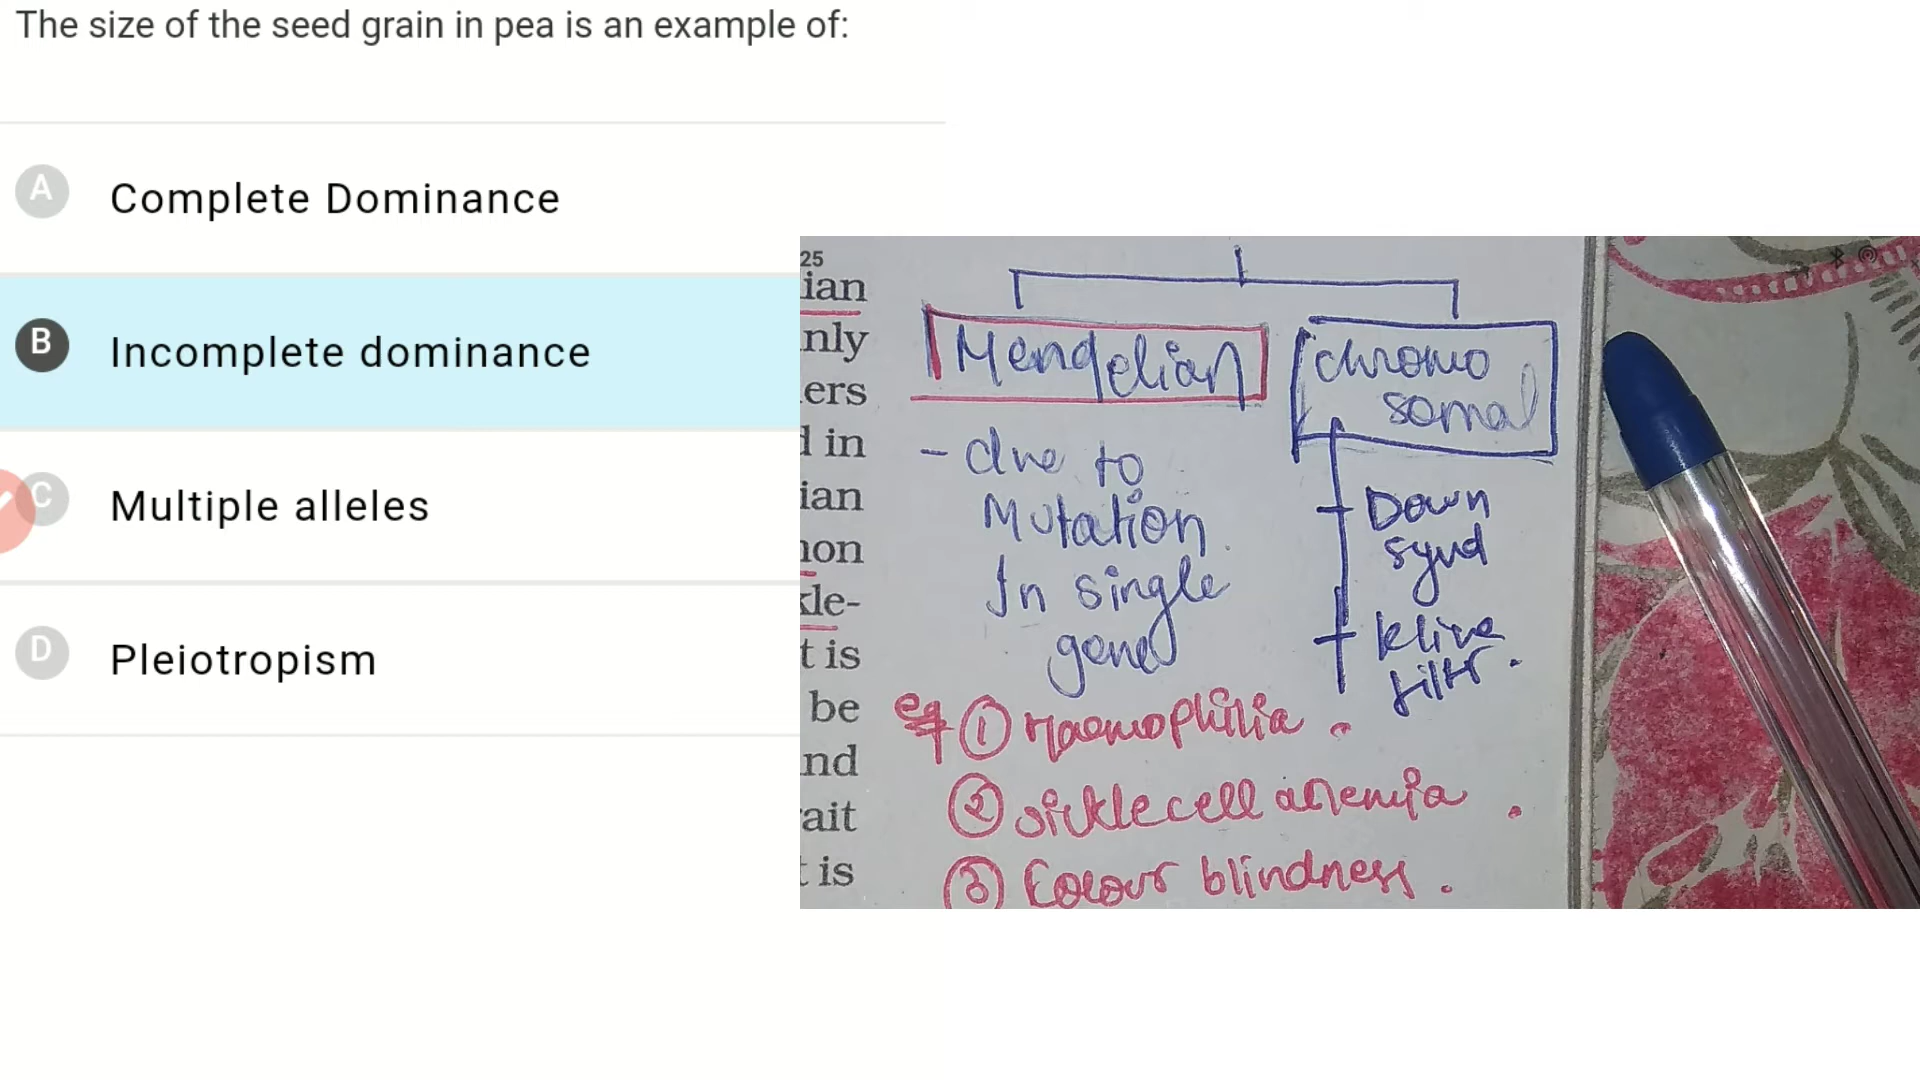 The size of the seed grain in pea is an example of:
A Complete Dominance
B Incomplete dominance
C Multiple alleles
D Pleiotropism
25
ian
nly
ers
d in
ian
non
kle-
t is
be
nd
ait
t is
Mendelian
chromo
somal
- due to
Mutation
In single
gene
Down
synd
Kline
filtr.
eg ① Haemophilia .
② sicklecell anemia .
③ Colour blindness .